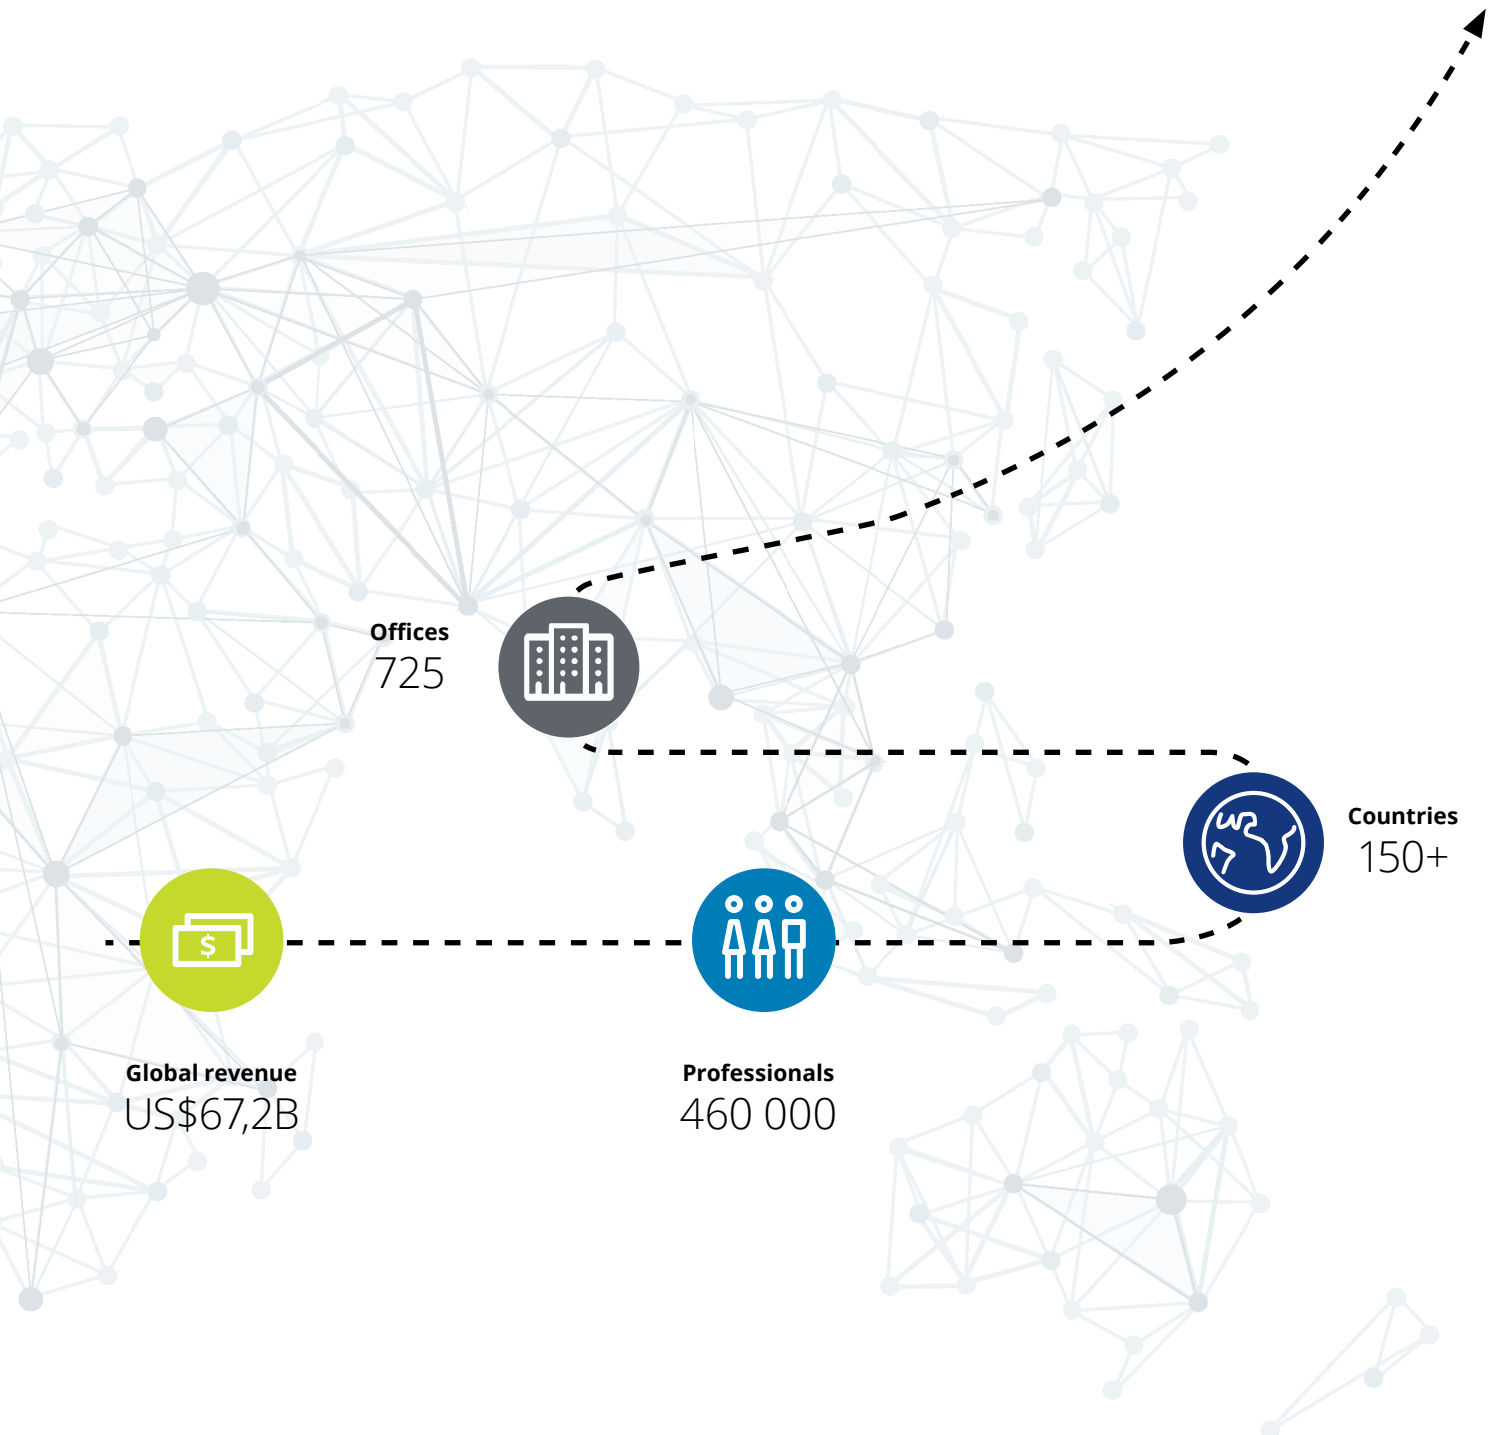 Offices
725
Countries
150+
$
Global revenue
US$67,2B
Professionals
460 000